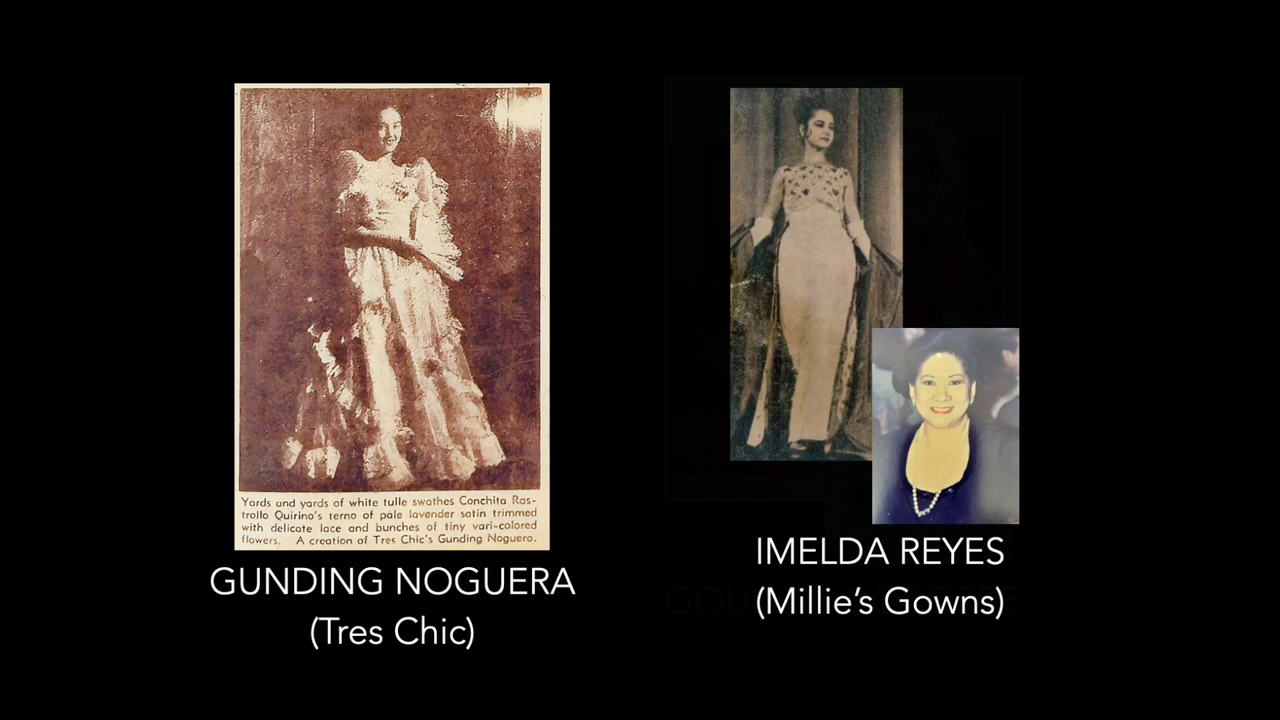 Yards and yards of white tulle swathes Conchita Ras-
trollo Quirino's terno of pale lavender satin trimmed
with delicate lace and bunches of tiny vari-colored
flowers. A creation of Tres Chic's Gunding Noguera.
GUNDING NOGUERA
(Tres Chic)
IMELDA REYES
(Millie's Gowns)